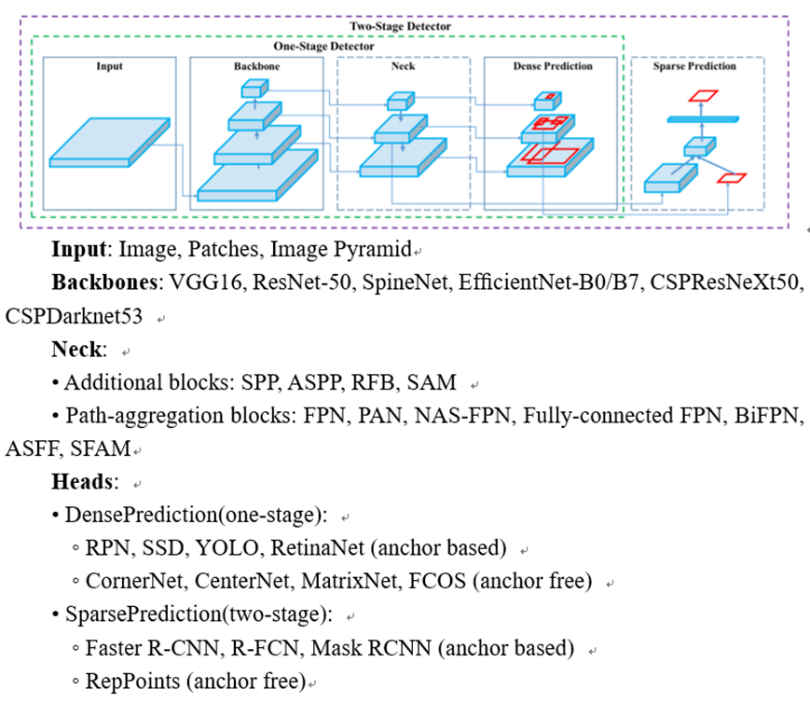 Two-Stage Detector
One-Stage Detector
Input
Backbone
Neck
Dense Prediction
Sparse Prediction
Input: Image, Patches, Image Pyramid
Backbones: VGG16, ResNet-50, SpineNet, EfficientNet-B0/B7, CSPResNeXt50,
CSPDarknet53
Neck:
• Additional blocks: SPP, ASPP, RFB, SAM
• Path-aggregation blocks: FPN, PAN, NAS-FPN, Fully-connected FPN, BiFPN,
ASFF, SFAM
Heads:
• DensePrediction(one-stage):
◦ RPN, SSD, YOLO, RetinaNet (anchor based)
◦ CornerNet, CenterNet, MatrixNet, FCOS (anchor free)
• SparsePrediction(two-stage):
◦ Faster R-CNN, R-FCN, Mask RCNN (anchor based)
◦ RepPoints (anchor free)